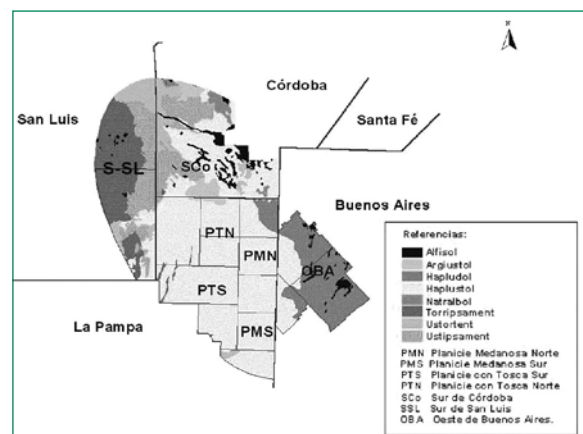 N
Córdoba
San Luis
Santa Fé
S-SL
SCo
Buenos Aires
PTN
PMN
OBA
PTS
La Pampa
PMS
Referencias:
Alfisol
Argiustol
Hapludol
Haplustol
Natralbol
Torripsament
Ustortent
Ustipsament
PMN Planicie Medanosa Norte
PMS Planicie Medanosa Sur
PTS Planicie con Tosca Sur
PTN Planicie con Tosca Norte
SCo Sur de Córdoba
SSL Sur de San Luis
OBA Oeste de Buenos Aires.